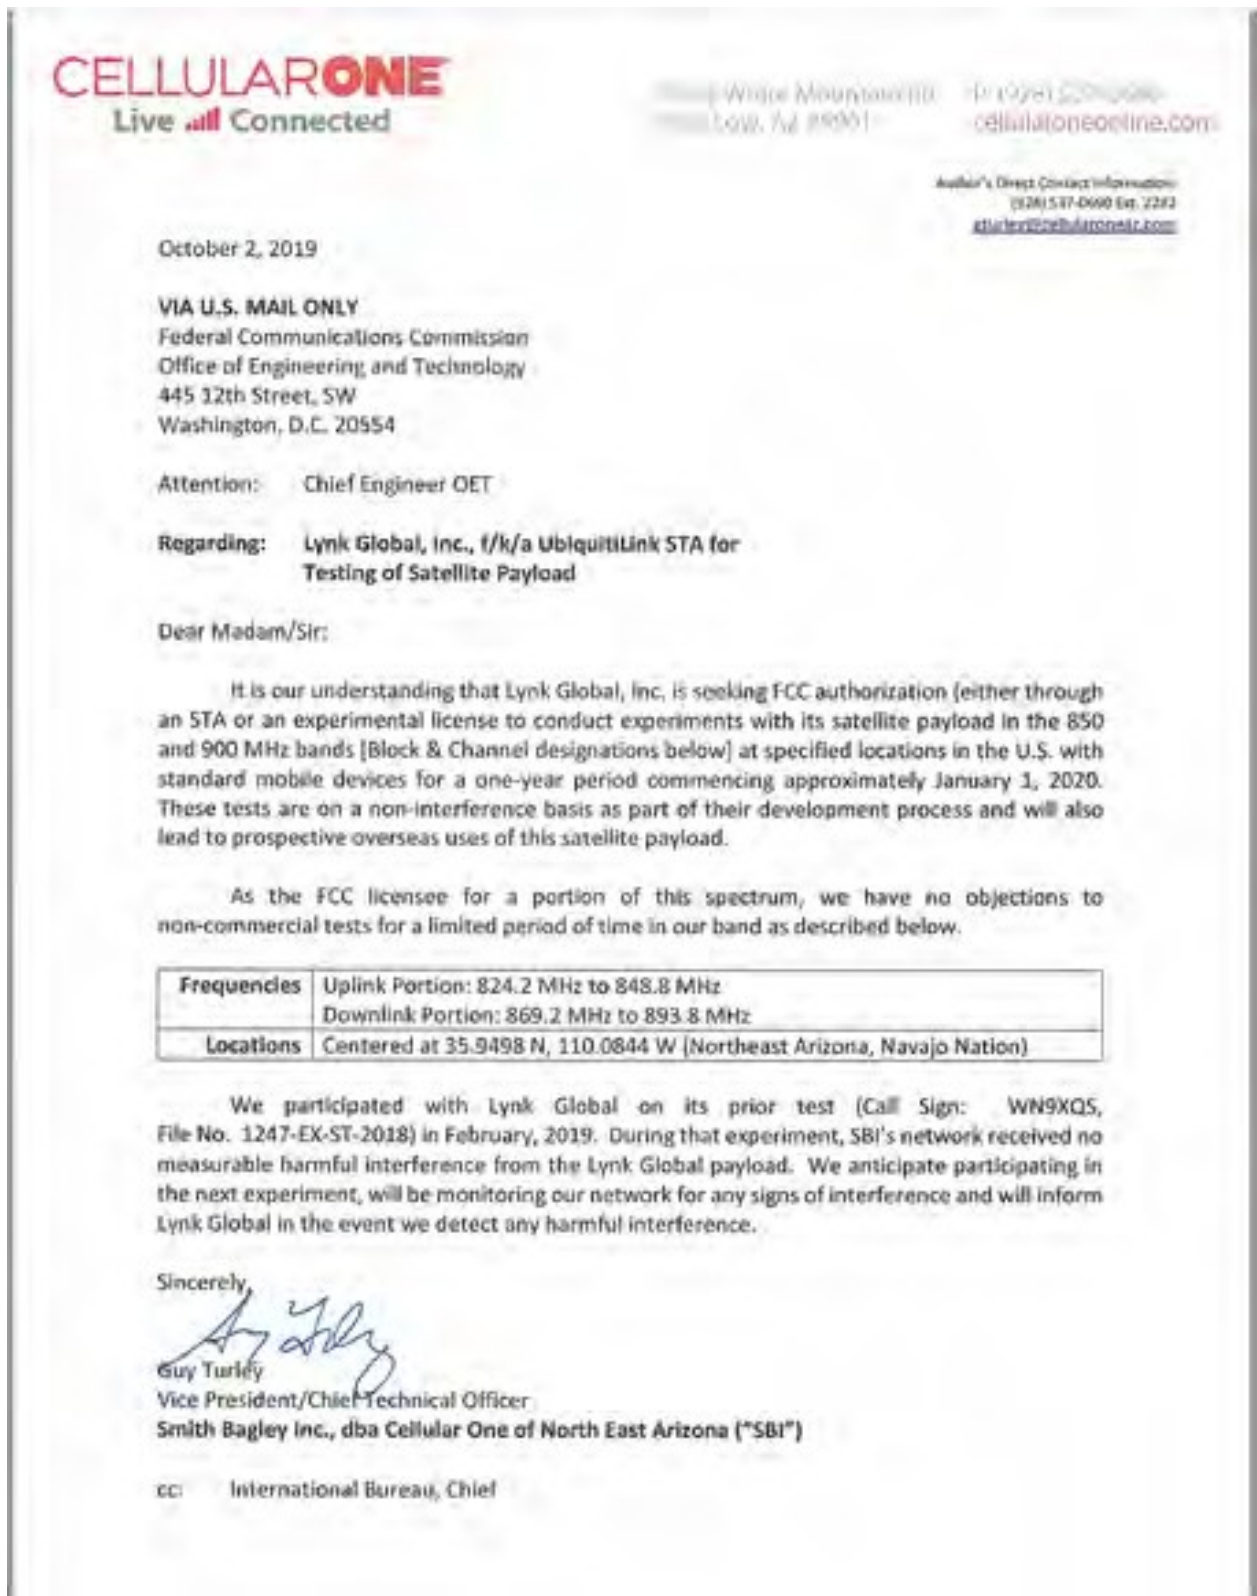 CELLULARONE
Live Connected
White Mountain
Low, AZ
cellularoneonline.com
Author's Direct Contact Information:
(928) 537-0690 Ext. 2282
October 2, 2019
VIA U.S. MAIL ONLY
Federal Communications Commission
Office of Engineering and Technology
445 12th Street, SW
Washington, D.C. 20554
Attention: Chief Engineer OET
Regarding: Lynk Global, Inc., f/k/a UbiquitiLink STA for
Testing of Satellite Payload
Dear Madam/Sir:
It is our understanding that Lynk Global, Inc. is seeking FCC authorization (either through
an STA or an experimental license to conduct experiments with its satellite payload in the 850
and 900 MHz bands [Block & Channel designations below] at specified locations in the U.S. with
standard mobile devices for a one-year period commencing approximately January 1, 2020.
These tests are on a non-interference basis as part of their development process and will also
lead to prospective overseas uses of this satellite payload.
As the FCC licensee for a portion of this spectrum, we have no objections to
non-commercial tests for a limited period of time in our band as described below.
Frequencies Uplink Portion: 824.2 MHz to 848.8 MHz
Downlink Portion: 869.2 MHz to 893.8 MHz
Locations Centered at 35.9498 N, 110.0844 W (Northeast Arizona, Navajo Nation)
We participated with Lynk Global on its prior test (Call Sign: WN9XQS,
File No. 1247-EX-ST-2018) in February, 2019. During that experiment, SBI's network received no
measurable harmful interference from the Lynk Global payload. We anticipate participating in
the next experiment, will be monitoring our network for any signs of interference and will inform
Lynk Global in the event we detect any harmful interference.
Sincerely,
Guy Turley
Vice President/Chief Technical Officer
Smith Bagley Inc., dba Cellular One of North East Arizona ("SBI")
cc: International Bureau, Chief